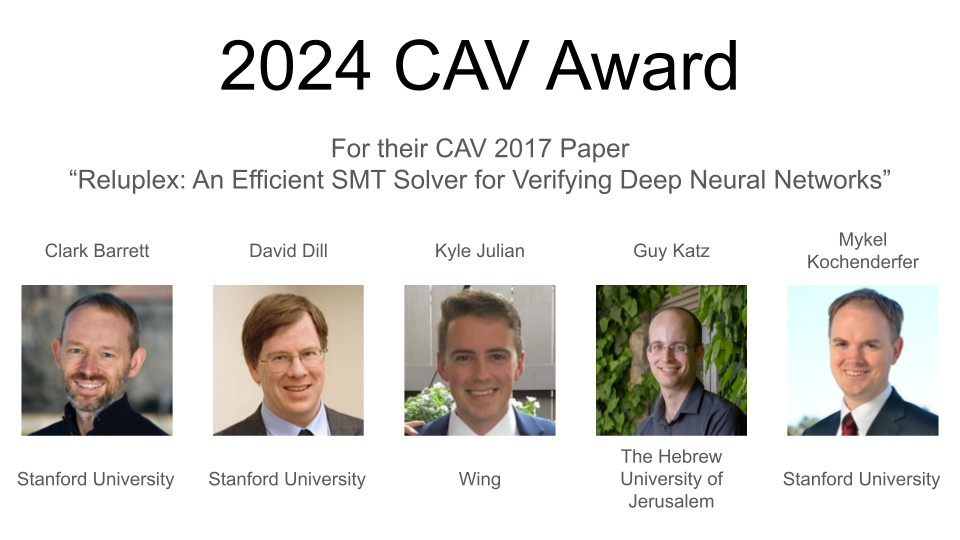 2024 CAV Award
For their CAV 2017 Paper
“Reluplex: An Efficient SMT Solver for Verifying Deep Neural Networks”
Clark Barrett
David Dill
Kyle Julian
Guy Katz
Mykel
Kochenderfer
Stanford University
Stanford University
Wing
The Hebrew
University of
Jerusalem
Stanford University